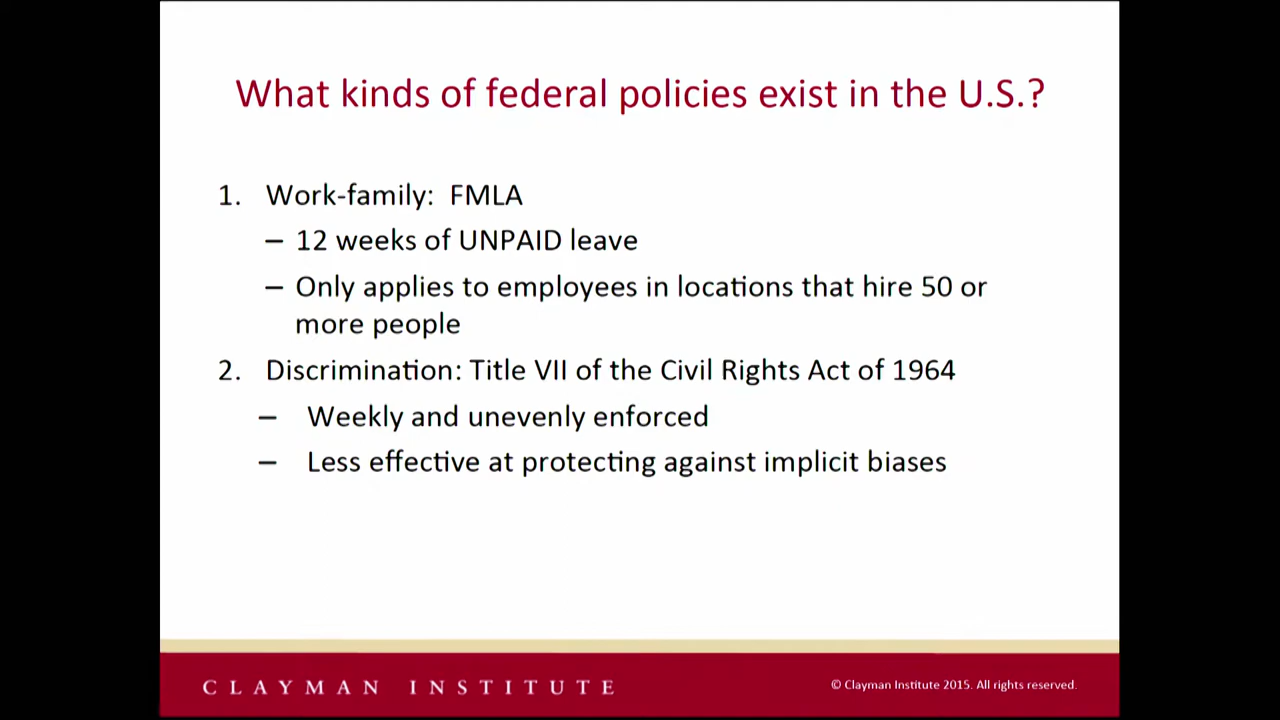 What kinds of federal policies exist in the U.S.?
1. Work-family: FMLA
– 12 weeks of UNPAID leave
– Only applies to employees in locations that hire 50 or
more people
2. Discrimination: Title VII of the Civil Rights Act of 1964
– Weekly and unevenly enforced
– Less effective at protecting against implicit biases
CLAYMAN INSTITUTE
© Clayman Institute 2015. All rights reserved.